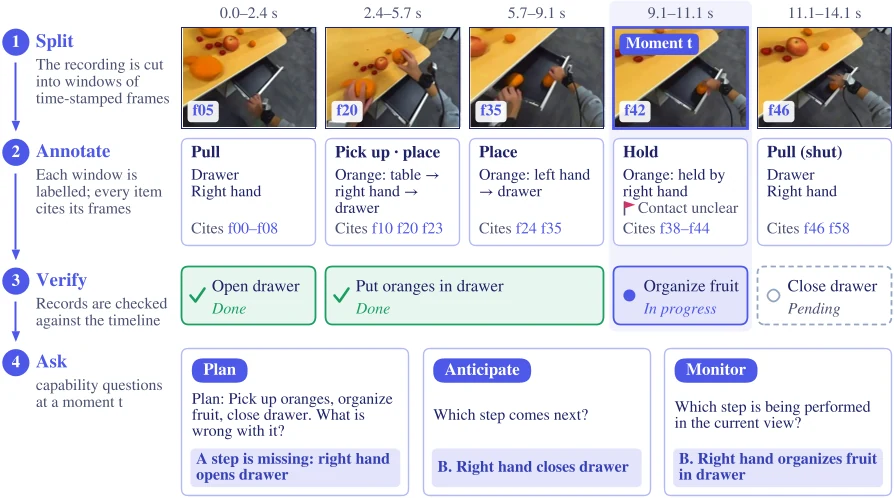 0.0–2.4 s
2.4–5.7 s
5.7–9.1 s
9.1–11.1 s
11.1–14.1 s
1 Split
The recording is cut
into windows of
time-stamped frames
f05
f20
f35
Moment t
f42
f46
2 Annotate
Each window is
labelled; every item
cites its frames
Pull
Drawer
Right hand
Cites f00–f08
Pick up · place
Orange: table →
right hand →
drawer
Cites f10 f20 f23
Place
Orange: left hand
→ drawer
Cites f24 f35
Hold
Orange: held by
right hand
Contact unclear
Cites f38–f44
Pull (shut)
Drawer
Right hand
Cites f46 f58
3 Verify
Records are checked
against the timeline
Open drawer
Done
Put oranges in drawer
Done
Organize fruit
In progress
Close drawer
Pending
4 Ask
capability questions
at a moment t
Plan
Plan: Pick up oranges, organize
fruit, close drawer. What is
wrong with it?
A step is missing: right hand
opens drawer
Anticipate
Which step comes next?
B. Right hand closes drawer
Monitor
Which step is being performed
in the current view?
B. Right hand organizes fruit
in drawer